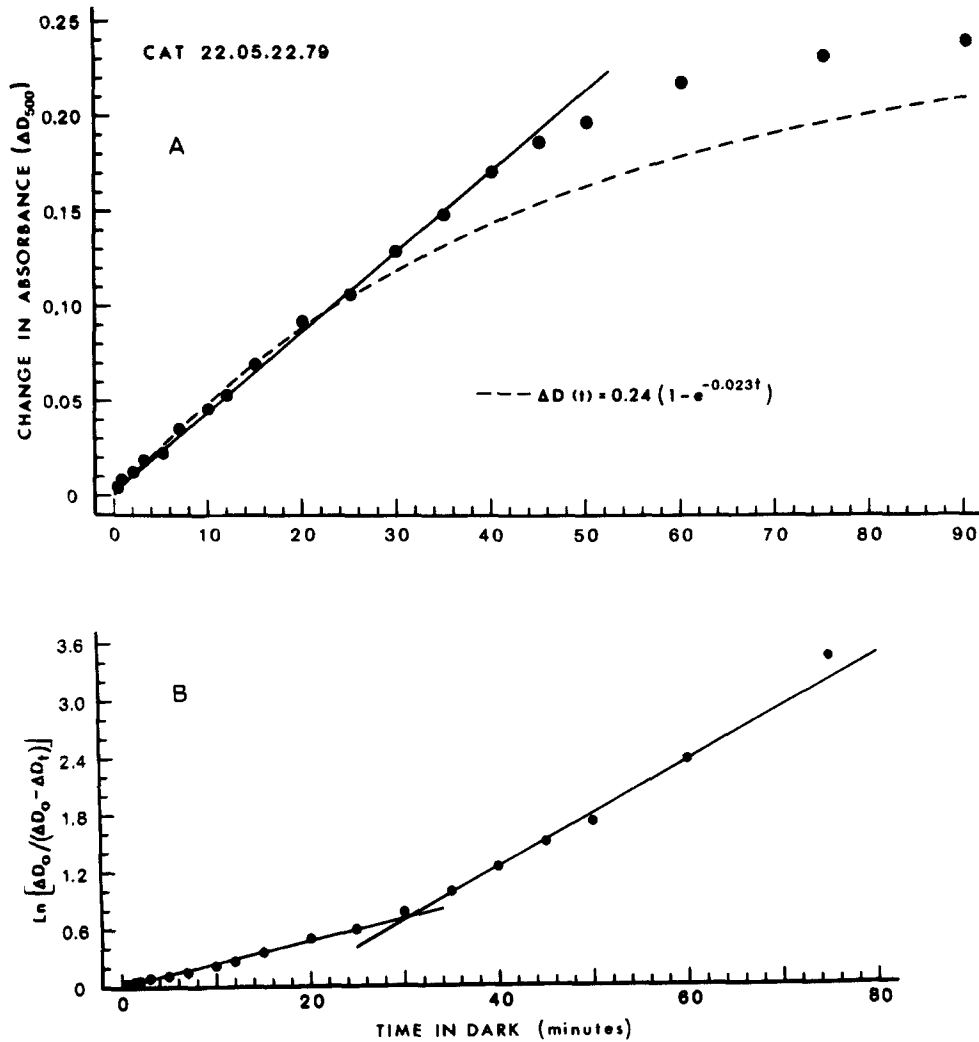 0.25
CAT 22.05.22.79
0.20
A
0.15
CHANGE IN ABSORBANCE (ΔD500)
0,10
0.05
--- ΔD (t) = 0.24 (1-e^-0.023t)
0
0 10 20 30 40 50 60 70 80 90
3.6
B
3.0
2.4
Ln [ΔDo/(ΔDo-ΔDt)]
1.8
1.2
0.6
0
0 20 40 60 80
TIME IN DARK (minutes)